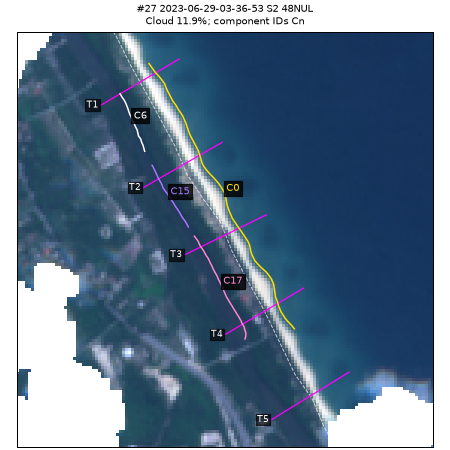 #27 2023-06-29-03-36-53 S2 48NUL
Cloud 11.9%; component IDs Cn
T1
C6
T2
C15
C0
T3
C17
T4
T5